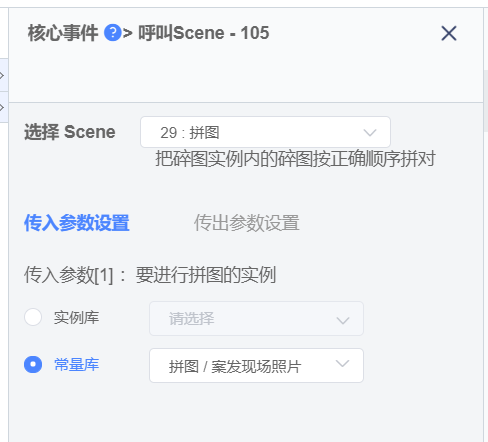 核心事件 ?> 呼叫Scene - 105
选择 Scene
29 : 拼图
把碎图实例内的碎图按正确顺序拼对
传入参数设置 传出参数设置
传入参数[1] ：要进行拼图的实例
实例库 请选择
常量库 拼图 / 案发现场照片